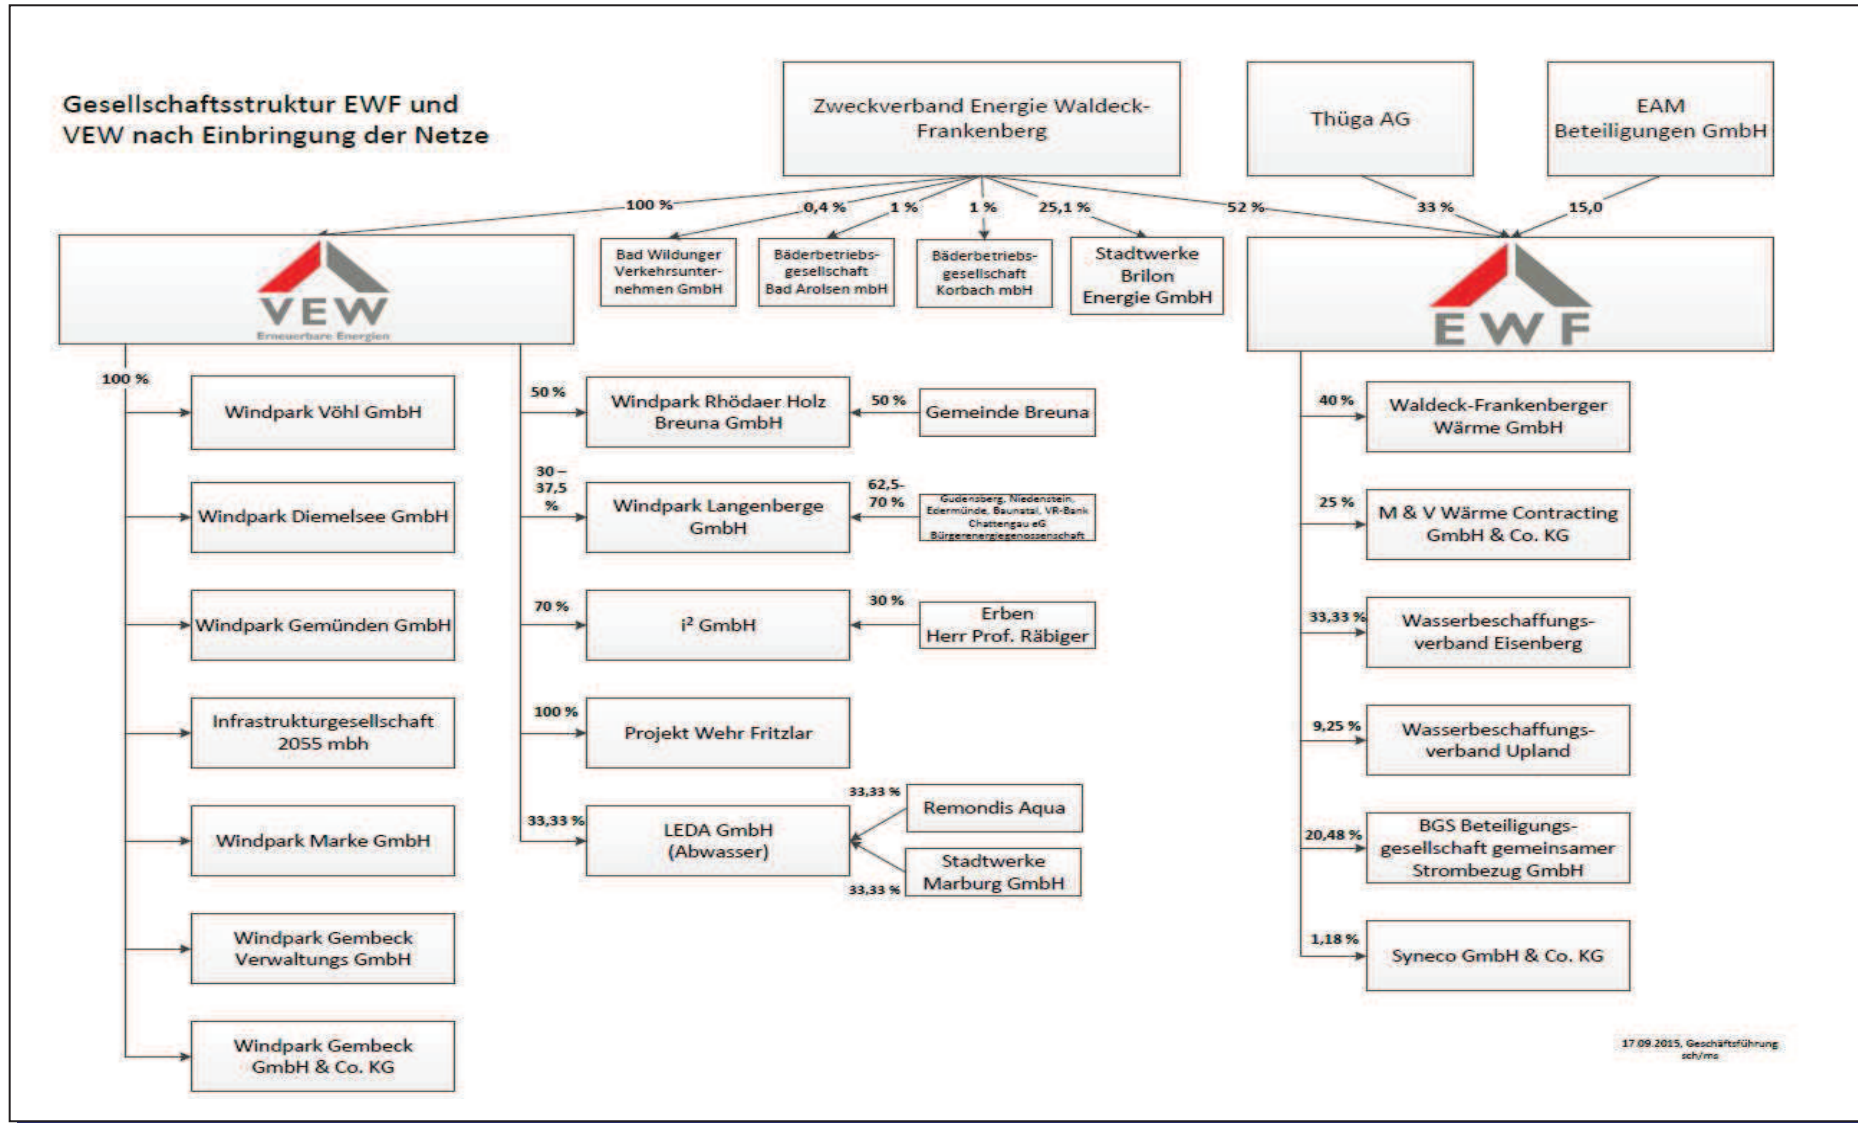 Gesellschaftsstruktur EWF und
VEW nach Einbringung der Netze
Zweckverband Energie Waldeck-
Frankenberg
Thüga AG
EAM
Beteiligungen GmbH
100 %
0,4 %
1 %
1 %
25,1 %
52 %
33 %
15,0
VEW
Erneuerbare Energien
Bad Wildunger
Verkehrsunter-
nehmen GmbH
Bäderbetriebs-
gesellschaft
Bad Arolsen mbH
Bäderbetriebs-
gesellschaft
Korbach mbH
Stadtwerke
Brilon
Energie GmbH
EWF
100 %
Windpark Vöhl GmbH
Windpark Diemelsee GmbH
Windpark Gemünden GmbH
Infrastrukturgesellschaft
2055 mbh
Windpark Marke GmbH
Windpark Gembeck
Verwaltungs GmbH
Windpark Gembeck
GmbH & Co. KG
50 %
Windpark Rhödaer Holz
Breuna GmbH
50 %
Gemeinde Breuna
30 –
37,5
%
Windpark Langenberge
GmbH
62,5-
70 %
Gudensberg, Niedenstein,
Edermünde, Baunatal, VR-Bank
Chattengau eG
Bürgerenergiegenossenschaft
70 %
i² GmbH
30 %
Erben
Herr Prof. Räbiger
100 %
Projekt Wehr Fritzlar
33,33 %
LEDA GmbH
(Abwasser)
33,33 %
Remondis Aqua
33,33 %
Stadtwerke
Marburg GmbH
40 %
Waldeck-Frankenberger
Wärme GmbH
25 %
M & V Wärme Contracting
GmbH & Co. KG
33,33 %
Wasserbeschaffungs-
verband Eisenberg
9,25 %
Wasserbeschaffungs-
verband Upland
20,48 %
BGS Beteiligungs-
gesellschaft gemeinsamer
Strombezug GmbH
1,18 %
Syneco GmbH & Co. KG
17.09.2015, Geschäftsführung
sch/ms